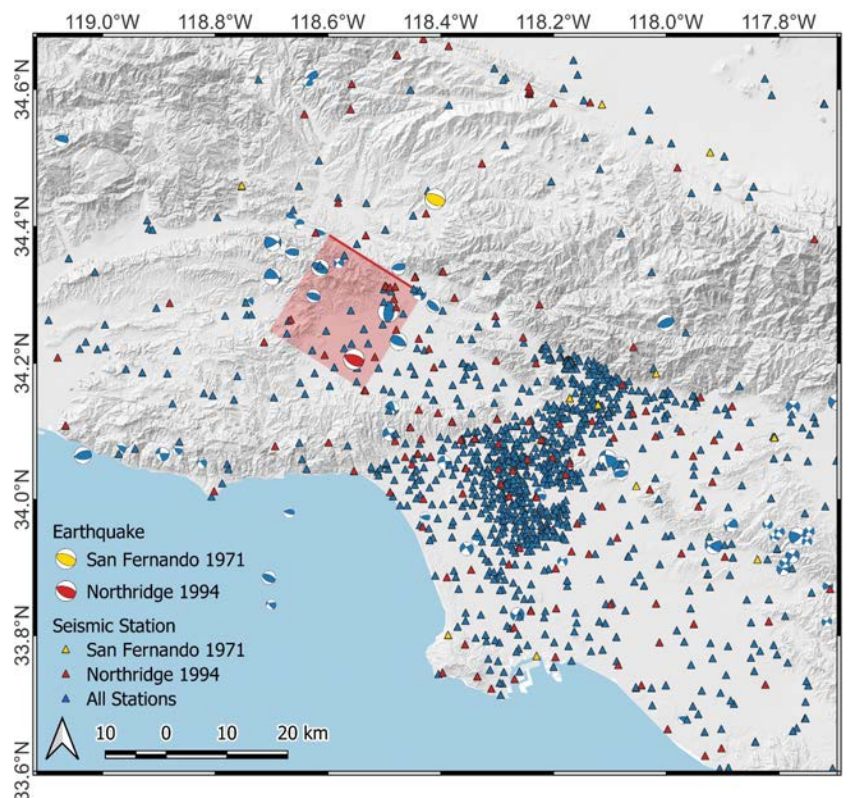 119.0°W 118.8°W 118.6°W 118.4°W 118.2°W 118.0°W 117.8°W
34.6°N
34.4°N
34.2°N
34.0°N
33.8°N
33.6°N
Earthquake
San Fernando 1971
Northridge 1994
Seismic Station
San Fernando 1971
Northridge 1994
All Stations
10 0 10 20 km